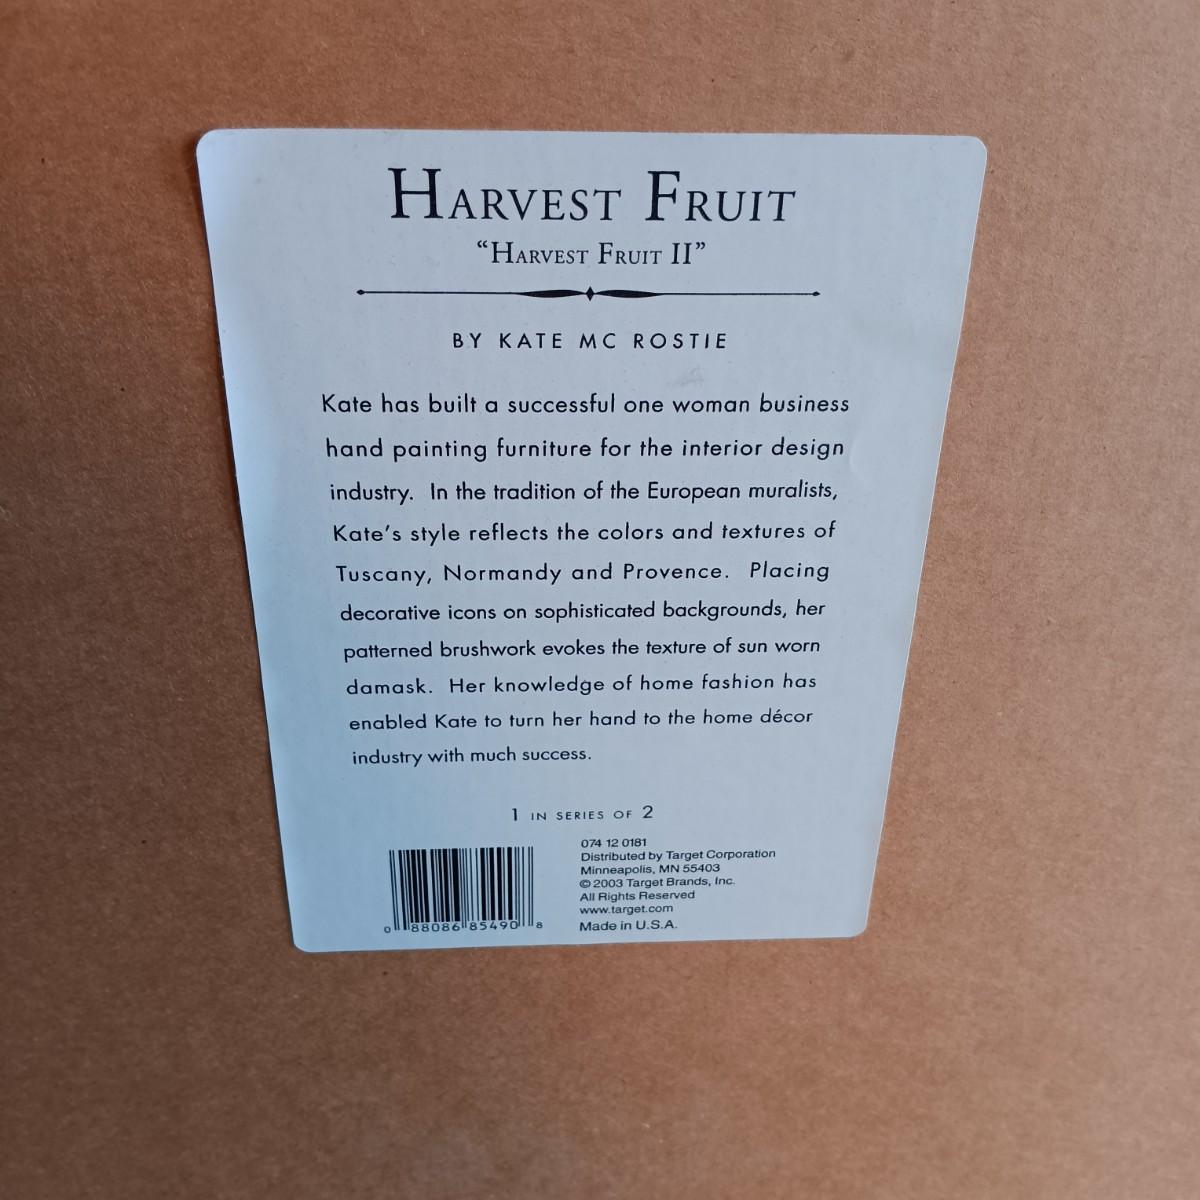 HARVEST FRUIT
“HARVEST FRUIT II”
BY KATE MC ROSTIE
Kate has built a successful one woman business
hand painting furniture for the interior design
industry. In the tradition of the European muralists,
Kate’s style reflects the colors and textures of
Tuscany, Normandy and Provence. Placing
decorative icons on sophisticated backgrounds, her
patterned brushwork evokes the texture of sun worn
damask. Her knowledge of home fashion has
enabled Kate to turn her hand to the home décor
industry with much success.
1 IN SERIES OF 2
074 12 0181
Distributed by Target Corporation
Minneapolis, MN 55403
© 2003 Target Brands, Inc.
All Rights Reserved
www.target.com
Made in U.S.A.
0 88086 85490 8